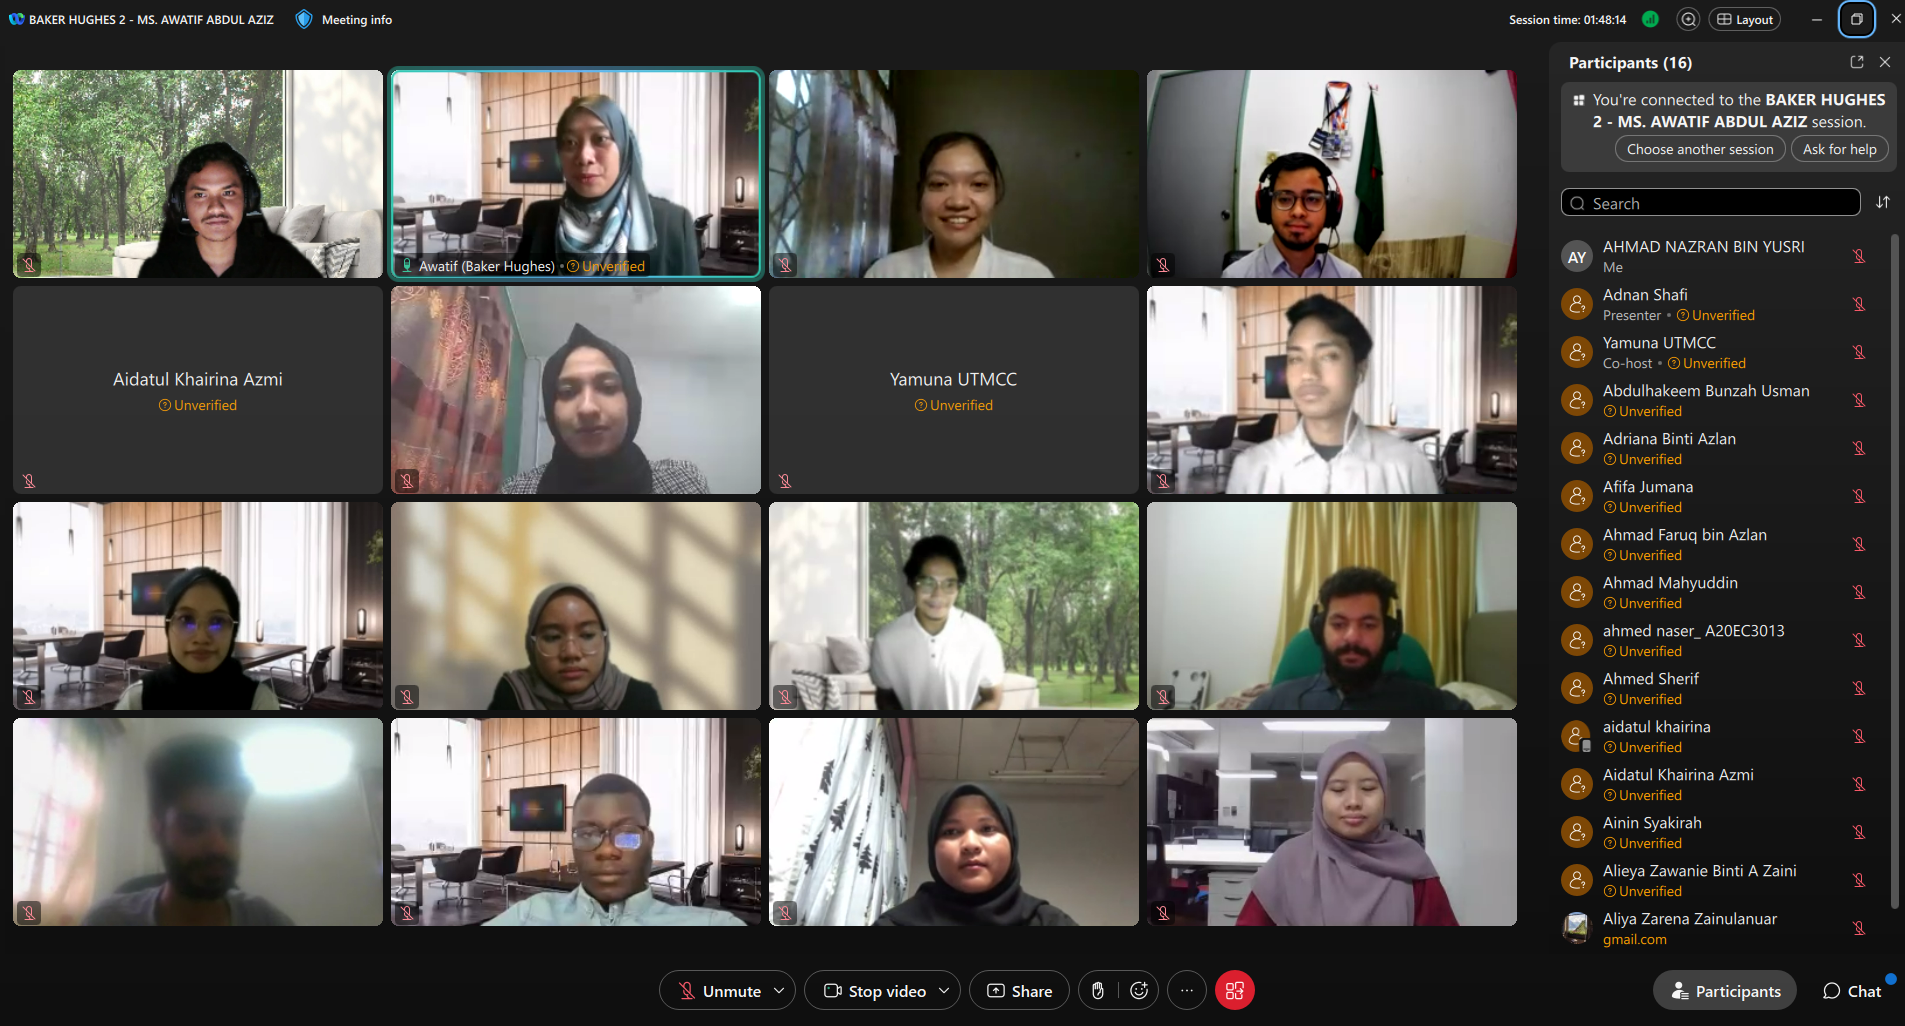 BAKER HUGHES 2 - MS. AWATIF ABDUL AZIZ
Meeting info
Session time: 01:48:14
Layout
Awatif (Baker Hughes) • Unverified
Aidatul Khairina Azmi
Unverified
Yamuna UTMCC
Unverified
Participants (16)
You're connected to the BAKER HUGHES
2 - MS. AWATIF ABDUL AZIZ session.
Choose another session
Ask for help
Search
AY
AHMAD NAZRAN BIN YUSRI
Me
Adnan Shafi
Presenter • Unverified
Yamuna UTMCC
Co-host • Unverified
Abdulhakeem Bunzah Usman
Unverified
Adriana Binti Azlan
Unverified
Afifa Jumana
Unverified
Ahmad Faruq bin Azlan
Unverified
Ahmad Mahyuddin
Unverified
ahmed naser_ A20EC3013
Unverified
Ahmed Sherif
Unverified
aidatul khairina
Unverified
Aidatul Khairina Azmi
Unverified
Ainin Syakirah
Unverified
Alieya Zawanie Binti A Zaini
Unverified
Aliya Zarena Zainulanuar
gmail.com
Unmute
Stop video
Share
Participants
Chat